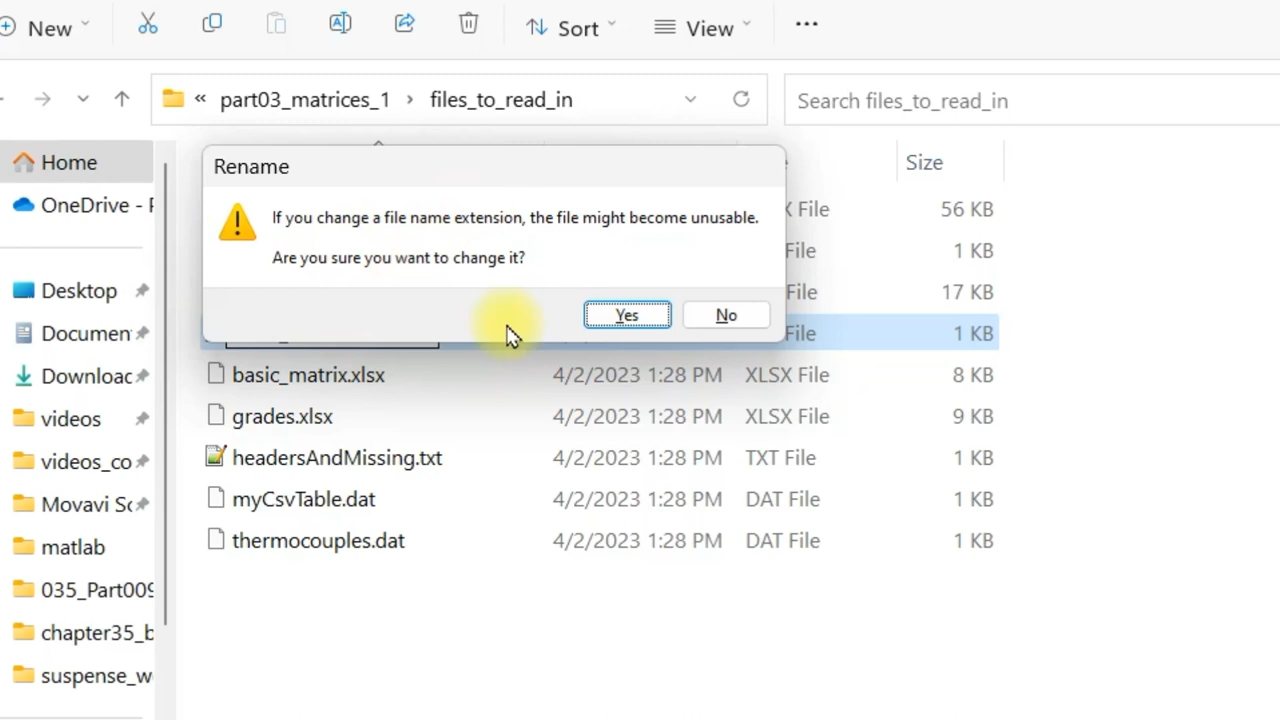 New
Sort
View
« part03_matrices_1 › files_to_read_in
Search files_to_read_in
Home
OneDrive -
Desktop
Documen
Downloac
videos
videos_co
Movavi Sc
matlab
035_Part009
chapter35_b
suspense_w
Size
Rename
If you change a file name extension, the file might become unusable.
Are you sure you want to change it?
Yes
No
File 56 KB
File 1 KB
File 17 KB
File 1 KB
basic_matrix.xlsx 4/2/2023 1:28 PM XLSX File 8 KB
grades.xlsx 4/2/2023 1:28 PM XLSX File 9 KB
headersAndMissing.txt 4/2/2023 1:28 PM TXT File 1 KB
myCsvTable.dat 4/2/2023 1:28 PM DAT File 1 KB
thermocouples.dat 4/2/2023 1:28 PM DAT File 1 KB